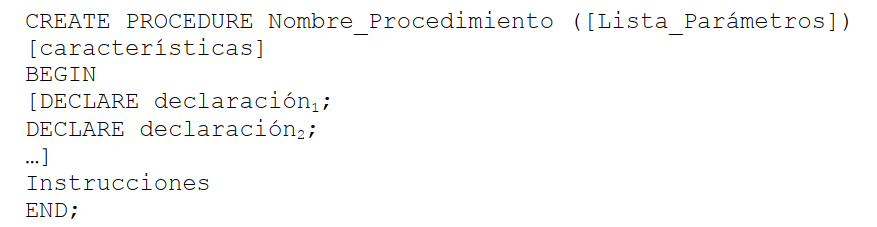 CREATE PROCEDURE Nombre_Procedimiento ([Lista_Parámetros])
[características]
BEGIN
[DECLARE declaración₁;
DECLARE declaración₂;
…]
Instrucciones
END;